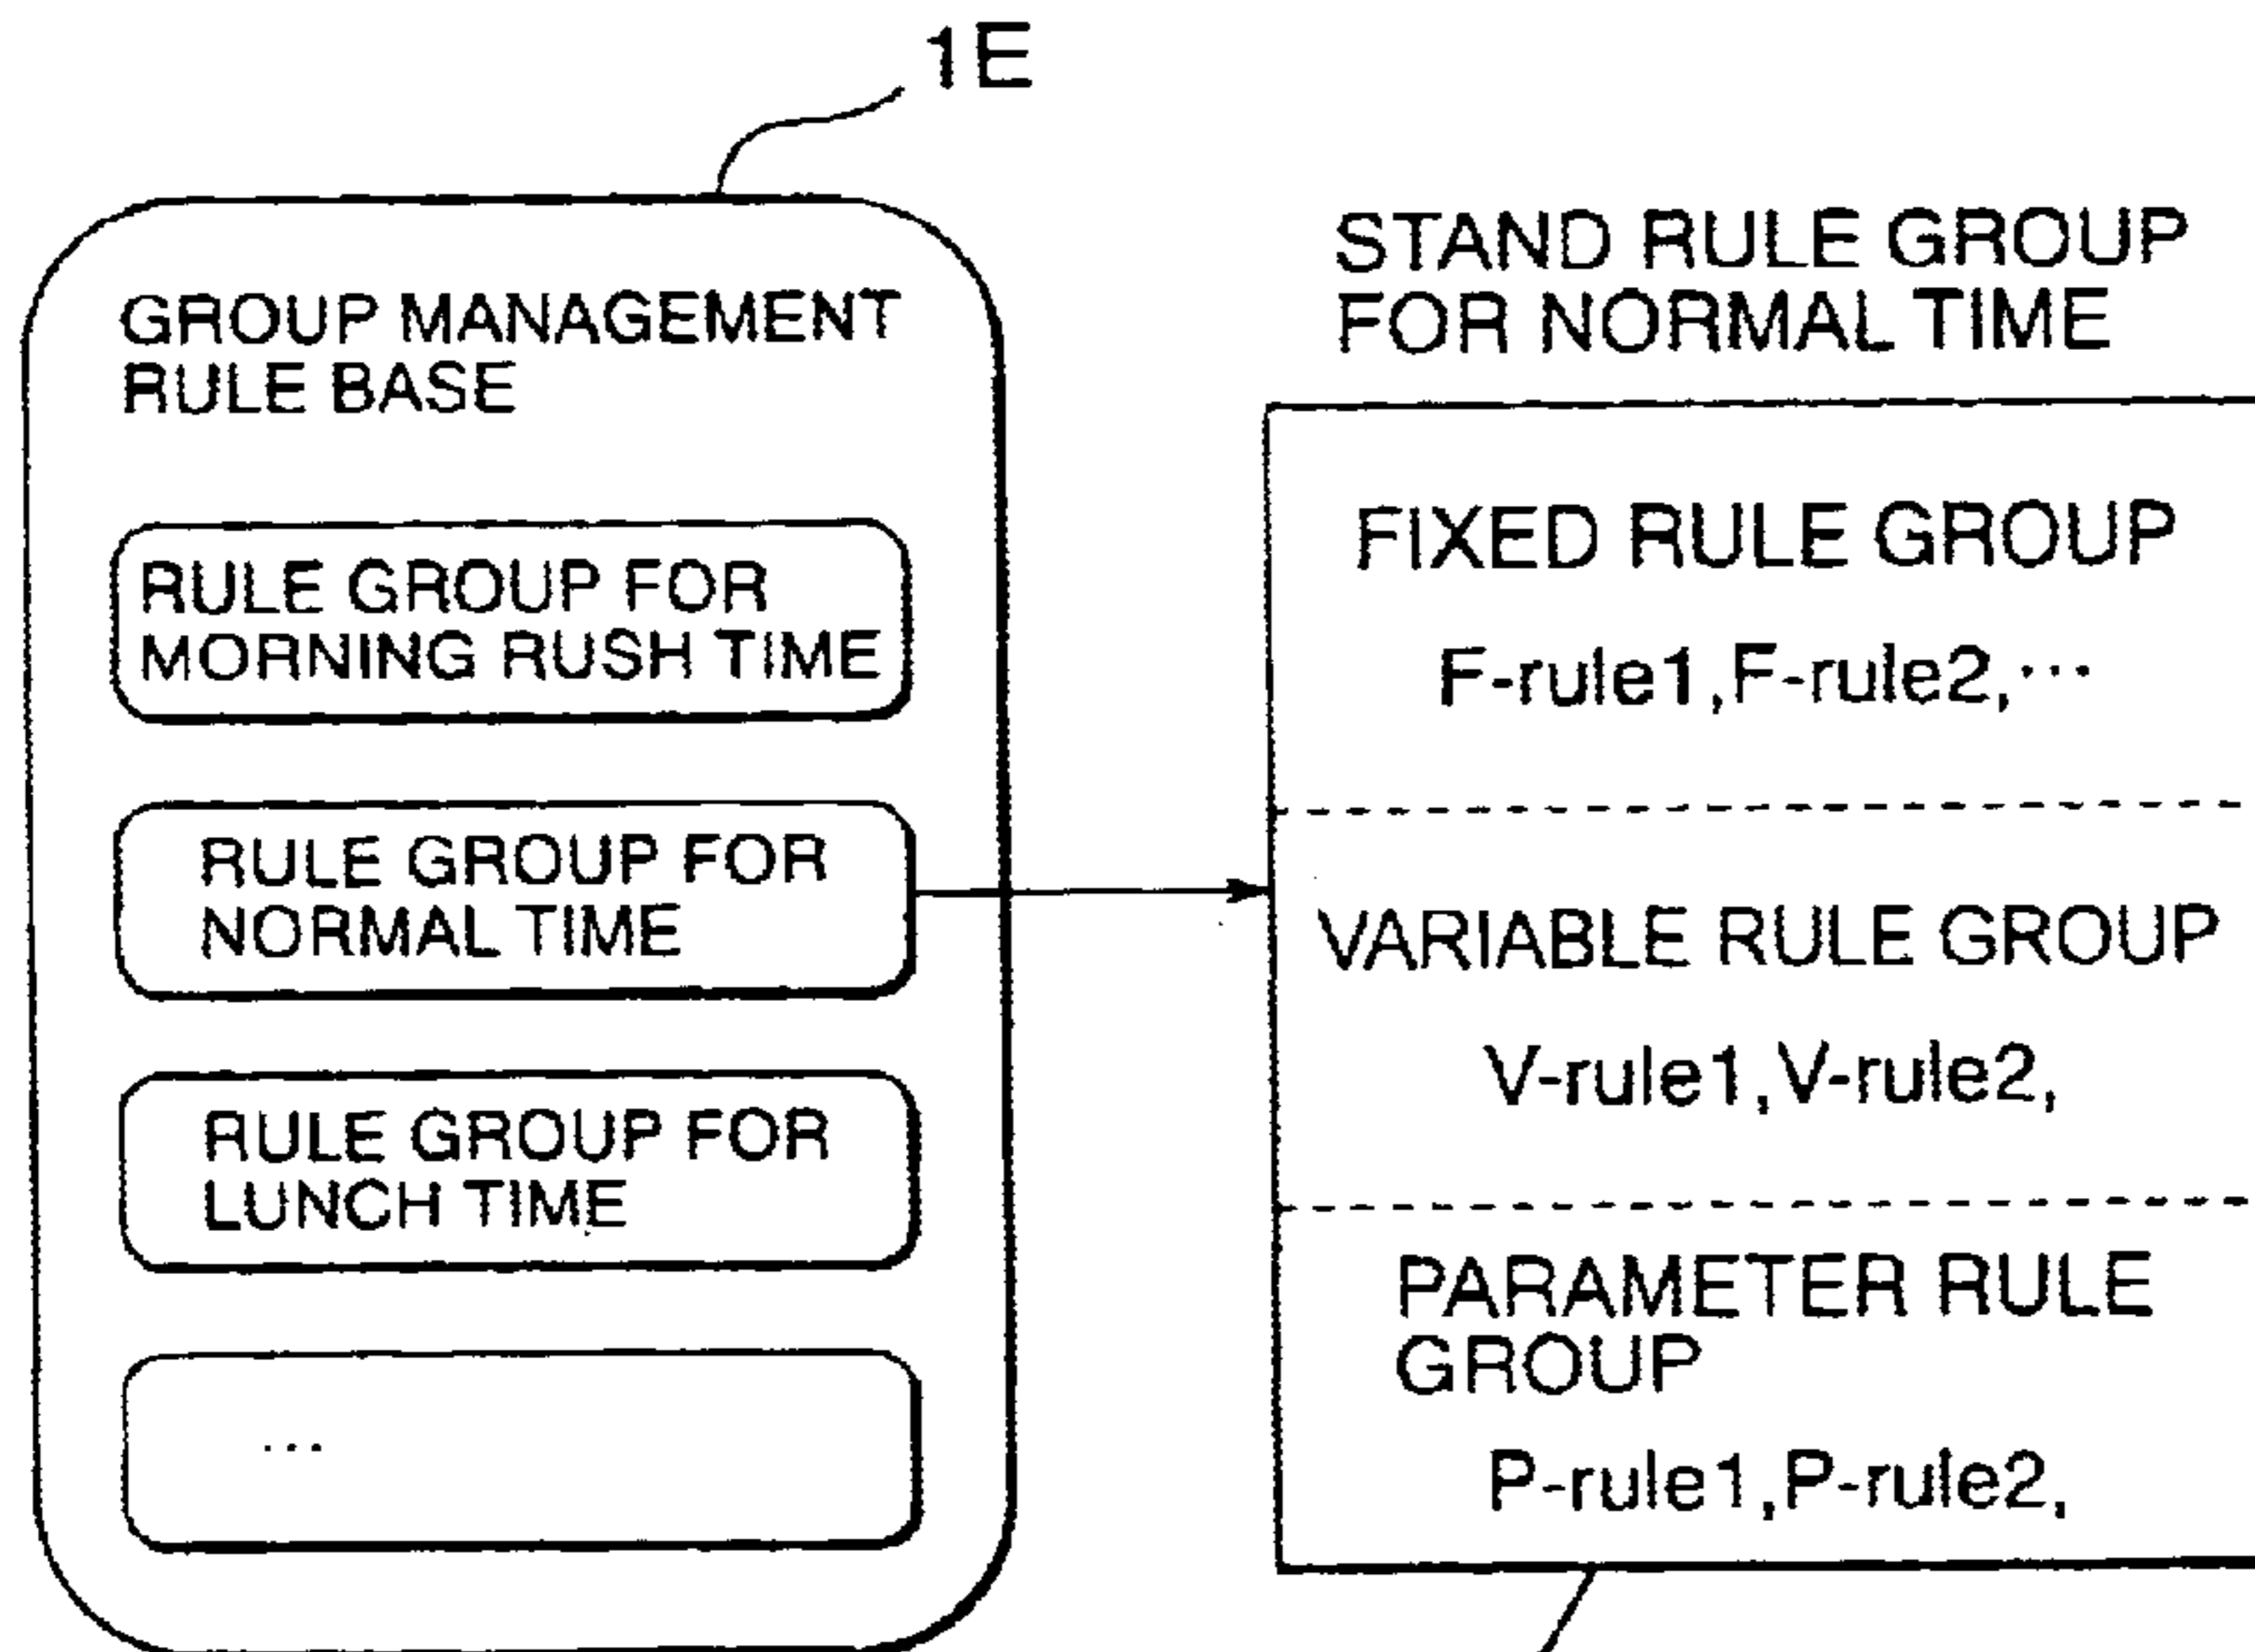 1E
GROUP MANAGEMENT
RULE BASE
RULE GROUP FOR
MORNING RUSH TIME
RULE GROUP FOR
NORMAL TIME
RULE GROUP FOR
LUNCH TIME
...
STAND RULE GROUP
FOR NORMAL TIME
FIXED RULE GROUP
F-rule1,F-rule2,...
VARIABLE RULE GROUP
V-rule1,V-rule2,
PARAMETER RULE
GROUP
P-rule1,P-rule2,